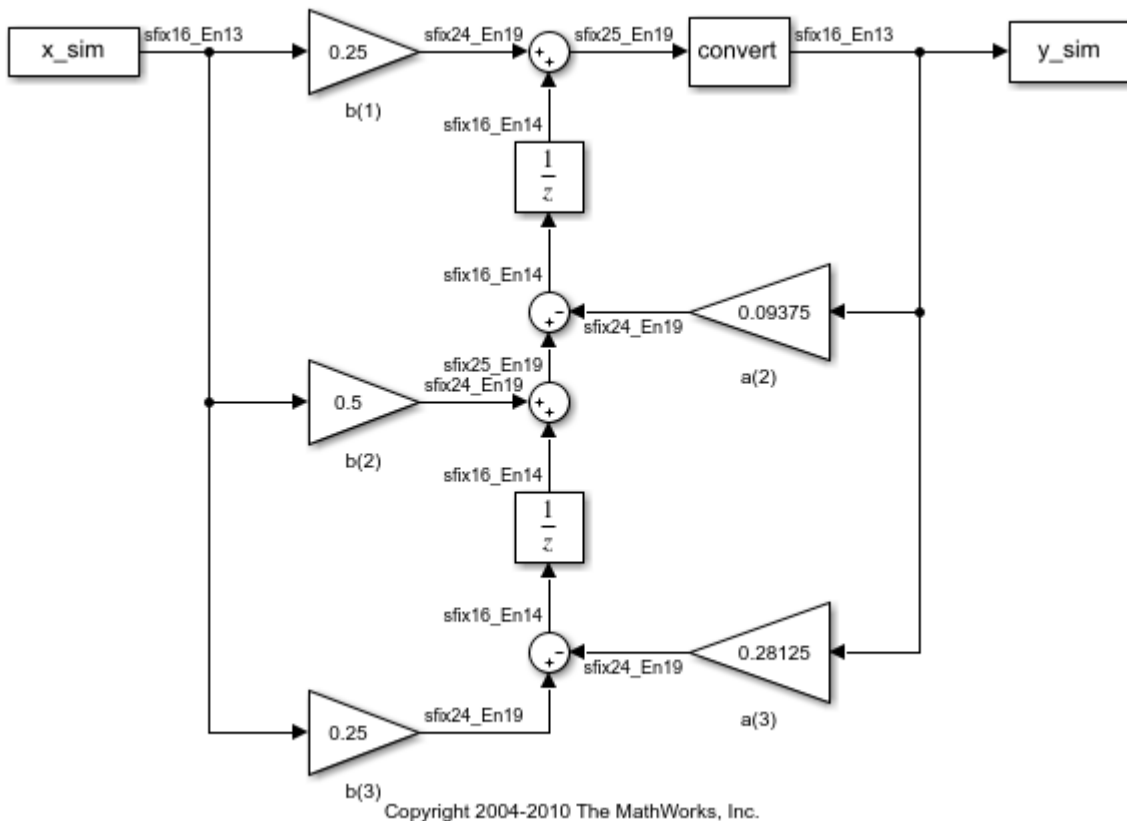 x_sim
sfix16_En13
0.25
b(1)
sfix24_En19
++
sfix25_En19
convert
sfix16_En13
y_sim
sfix16_En14
1
z
sfix16_En14
+
−
sfix24_En19
0.09375
a(2)
sfix25_En19
sfix24_En19
0.5
b(2)
++
sfix16_En14
1
z
sfix16_En14
+
−
sfix24_En19
0.28125
a(3)
sfix24_En19
0.25
b(3)
Copyright 2004-2010 The MathWorks, Inc.